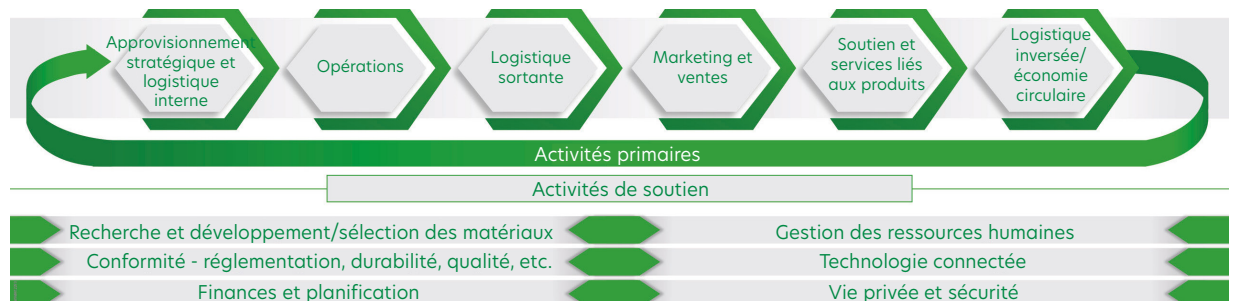 Approvisionnement
stratégique et
logistique
interne
Opérations
Logistique
sortante
Marketing et
ventes
Soutien et
services liés
aux produits
Logistique
inversée/
économie
circulaire
Activités primaires
Activités de soutien
Recherche et développement/sélection des matériaux
Gestion des ressources humaines
Conformité - réglementation, durabilité, qualité, etc.
Technologie connectée
Finances et planification
Vie privée et sécurité